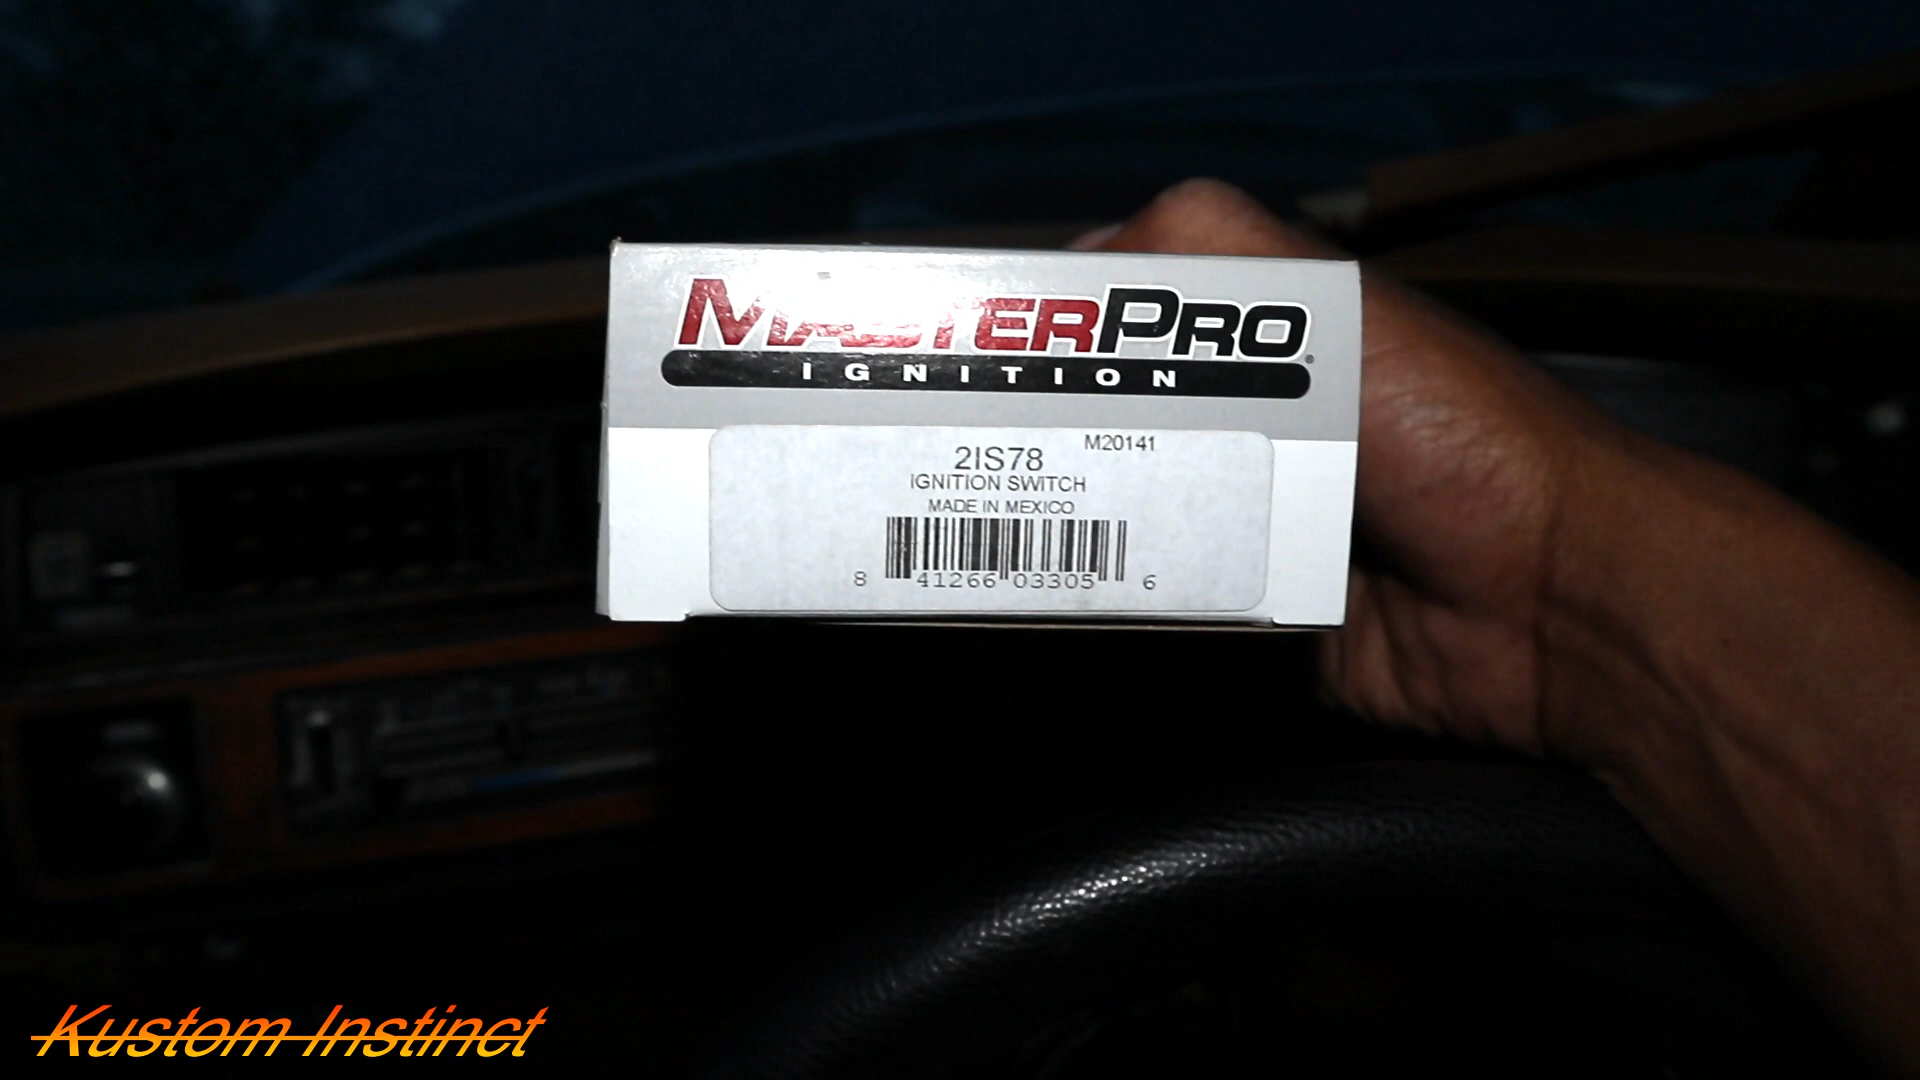 MASTERPRO
IGNITION
M20141
2IS78
IGNITION SWITCH
MADE IN MEXICO
8 41266 03305 6
Kustom Instinct